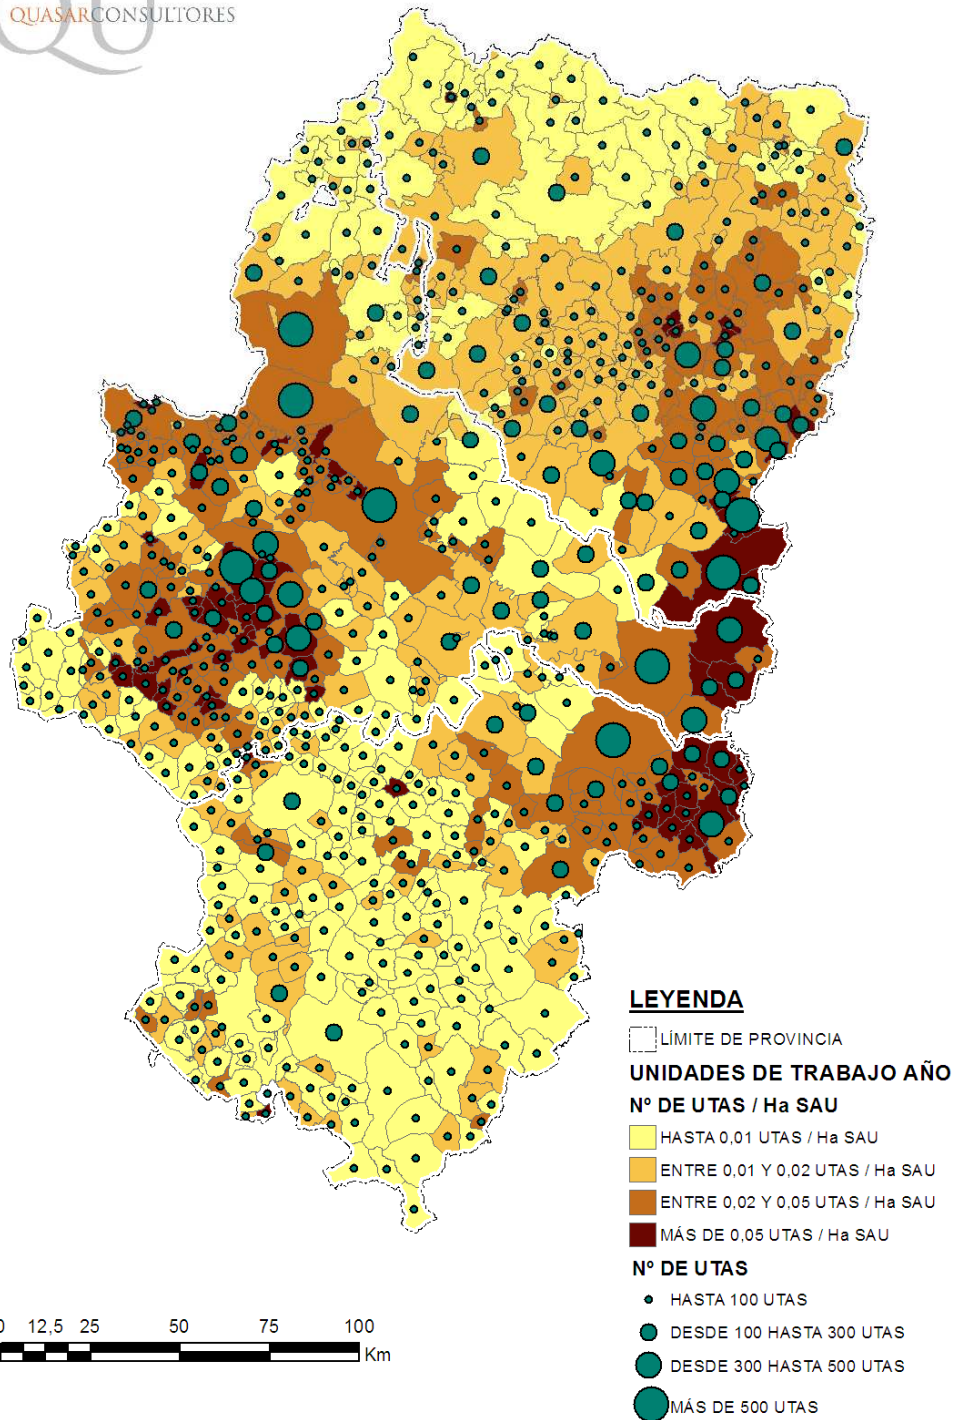 QU
QUASARCONSULTORES
LEYENDA
LÍMITE DE PROVINCIA
UNIDADES DE TRABAJO AÑO
Nº DE UTAS / Ha SAU
HASTA 0,01 UTAS / Ha SAU
ENTRE 0,01 Y 0,02 UTAS / Ha SAU
ENTRE 0,02 Y 0,05 UTAS / Ha SAU
MÁS DE 0,05 UTAS / Ha SAU
Nº DE UTAS
HASTA 100 UTAS
DESDE 100 HASTA 300 UTAS
DESDE 300 HASTA 500 UTAS
MÁS DE 500 UTAS
0 12,5 25 50 75 100
Km